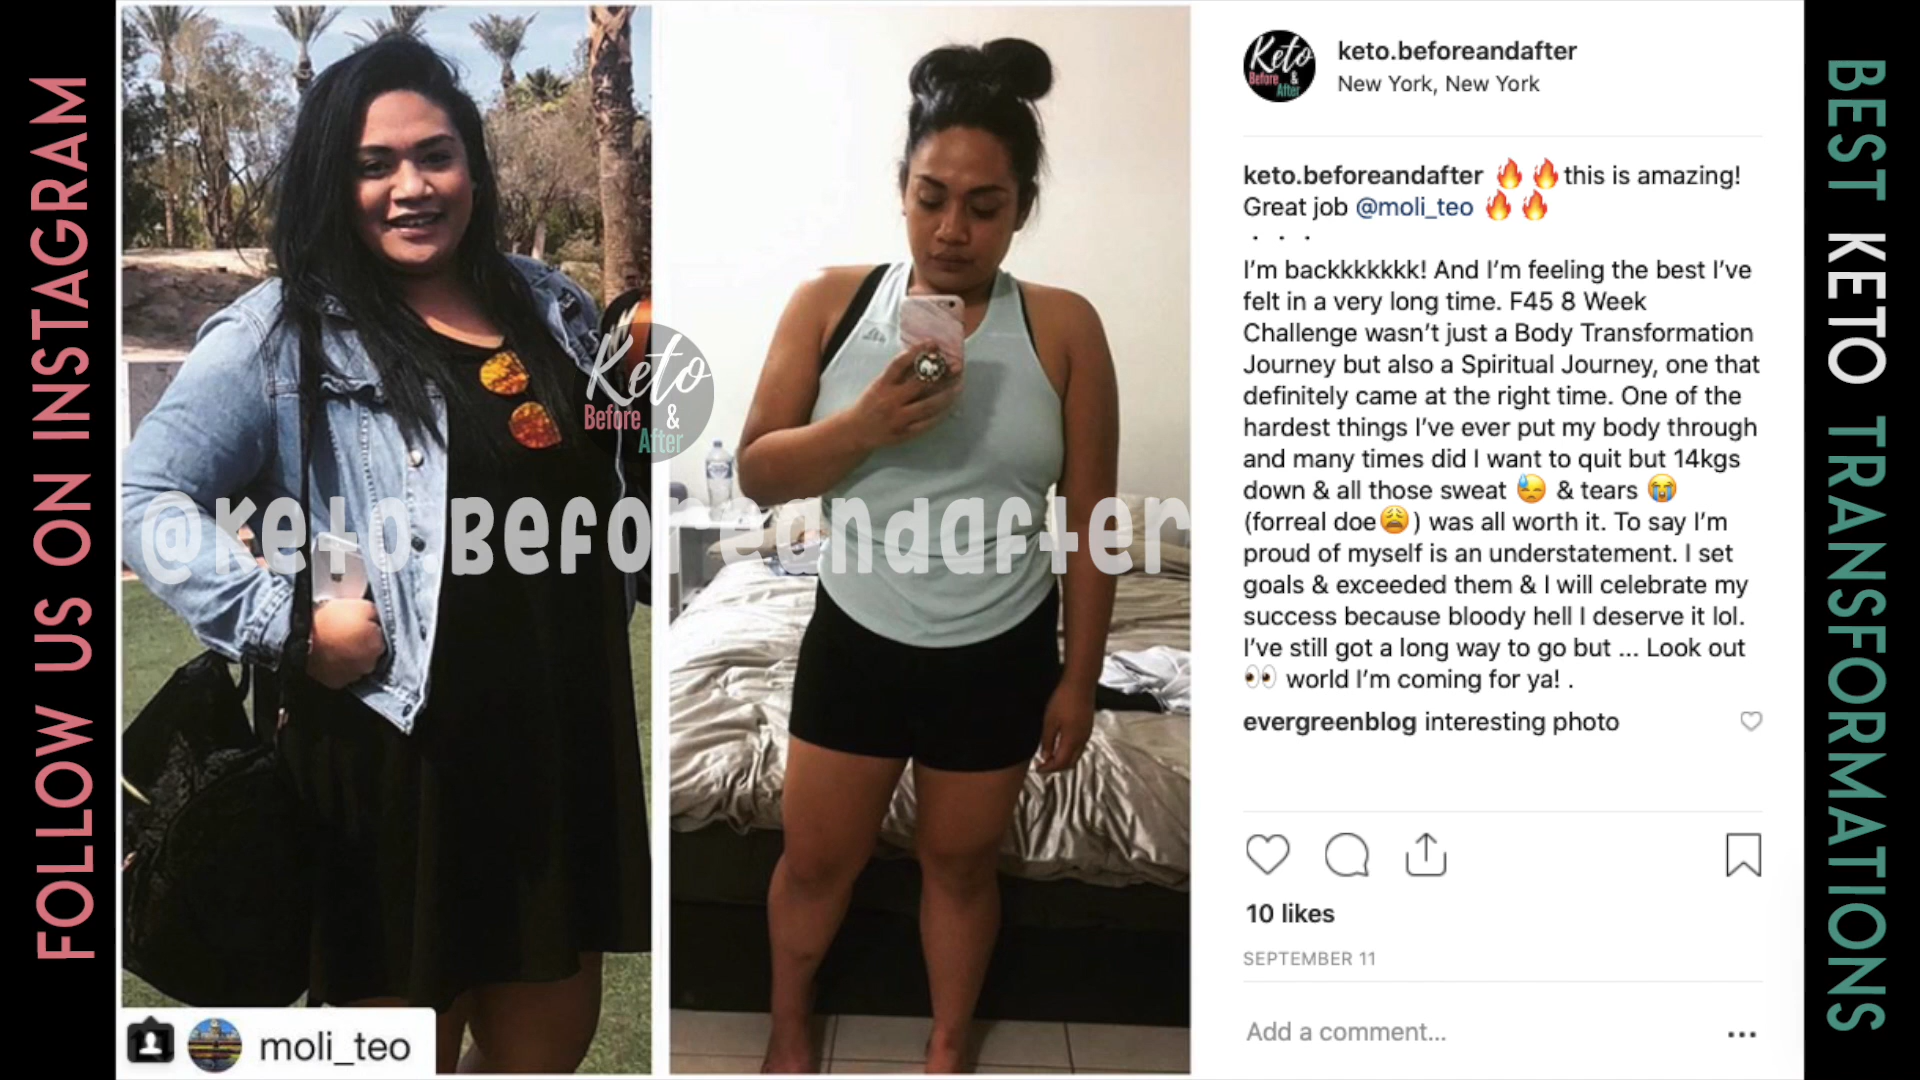 FOLLOW US ON INSTAGRAM
Keto
Before &
After
@keto.Beforeandafter
moli_teo
Keto
Before &
After
keto.beforeandafter
New York, New York
keto.beforeandafter 🔥🔥this is amazing!
Great job @moli_teo 🔥🔥
. . .
I'm backkkkkkk! And I'm feeling the best I've
felt in a very long time. F45 8 Week
Challenge wasn't just a Body Transformation
Journey but also a Spiritual Journey, one that
definitely came at the right time. One of the
hardest things I've ever put my body through
and many times did I want to quit but 14kgs
down & all those sweat 😓 & tears 😭
(forreal doe😩) was all worth it. To say I'm
proud of myself is an understatement. I set
goals & exceeded them & I will celebrate my
success because bloody hell I deserve it lol.
I've still got a long way to go but ... Look out
👀 world I'm coming for ya! .
evergreenblog interesting photo
10 likes
SEPTEMBER 11
Add a comment...
BEST KETO TRANSFORMATIONS